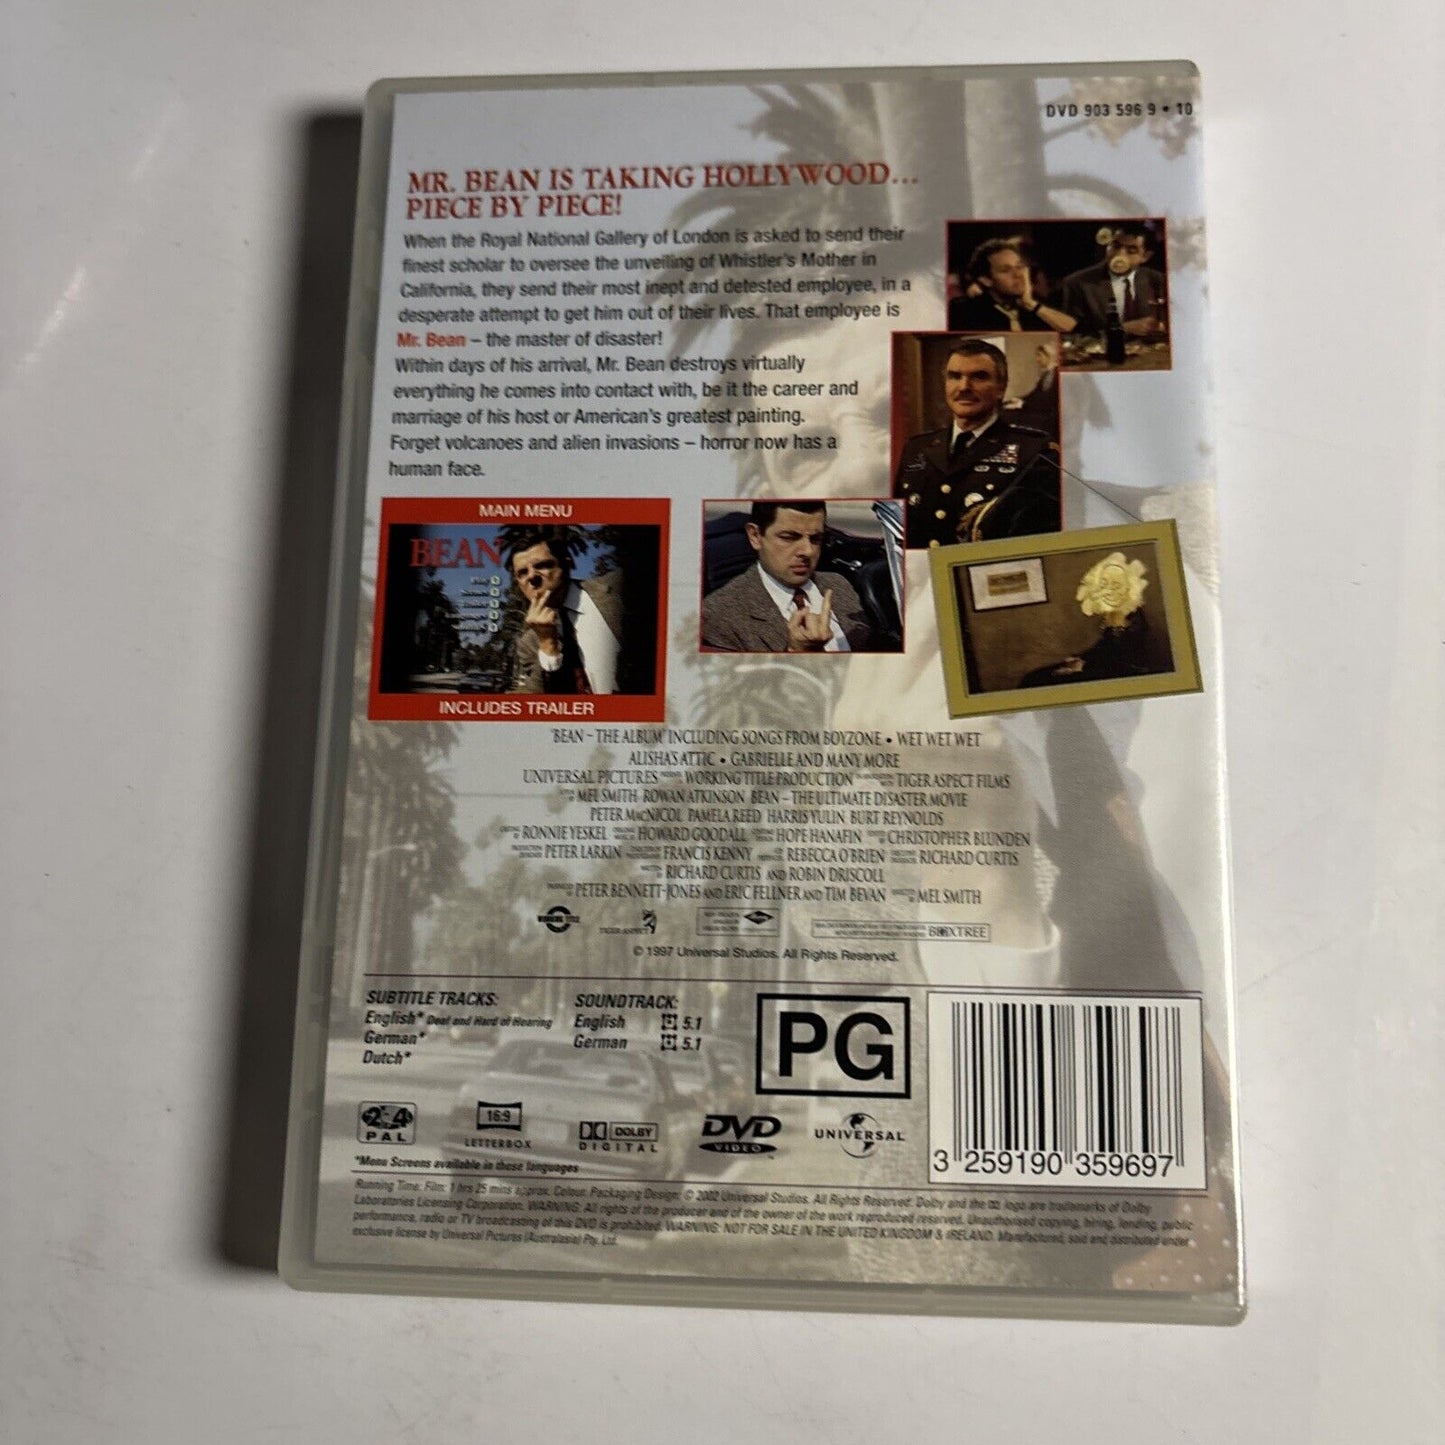 DVD 903 596 9 • 10
MR. BEAN IS TAKING HOLLYWOOD...
PIECE BY PIECE!
When the Royal National Gallery of London is asked to send their
finest scholar to oversee the unveiling of Whistler's Mother in
California, they send their most inept and detested employee, in a
desperate attempt to get him out of their lives. That employee is
Mr. Bean – the master of disaster!
Within days of his arrival, Mr. Bean destroys virtually
everything he comes into contact with, be it the career and
marriage of his host or American's greatest painting.
Forget volcanoes and alien invasions – horror now has a
human face.
MAIN MENU
BEAN
INCLUDES TRAILER
'BEAN – THE ALBUM' INCLUDING SONGS FROM BOYZONE • WET WET WET
ALISHA'S ATTIC • GABRIELLE AND MANY MORE
UNIVERSAL PICTURES WORKING TITLE PRODUCTION TIGER ASPECT FILMS
MEL SMITH ROWAN ATKINSON BEAN – THE ULTIMATE DISASTER MOVIE
PETER MacNICOL PAMELA REED HARRIS YULIN BURT REYNOLDS
RONNIE YESKEL HOWARD GOODALL HOPE HANAFIN CHRISTOPHER BLUNDEN
PETER LARKIN FRANCIS KENNY REBECCA O'BRIEN RICHARD CURTIS
RICHARD CURTIS AND ROBIN DRISCOLL
PETER BENNETT-JONES AND ERIC FELLNER AND TIM BEVAN MEL SMITH
WORKING TITLE TIGER ASPECT BOXTREE
© 1997 Universal Studios. All Rights Reserved.
SUBTITLE TRACKS:
English* Deaf and Hard of Hearing
German*
Dutch*
SOUNDTRACK:
English 5.1
German 5.1
PG
2 4
PAL
16:9
LETTERBOX
DOLBY
DIGITAL
DVD
VIDEO
UNIVERSAL
3 259190 359697
*Menu Screens available in these languages
Running Time: Film: 1 hrs 25 mins approx. Colour. Packaging Design: © 2002 Universal Studios. All Rights Reserved. Dolby and the logo are trademarks of Dolby
Laboratories Licensing Corporation. WARNING: All rights of the producer and of the owner of the work reproduced reserved. Unauthorised copying, hiring, lending, public
performance, radio or TV broadcasting of this DVD is prohibited. WARNING: NOT FOR SALE IN THE UNITED KINGDOM & IRELAND. Manufactured, sold and distributed under
exclusive license by Universal Pictures (Australasia) Pty. Ltd.